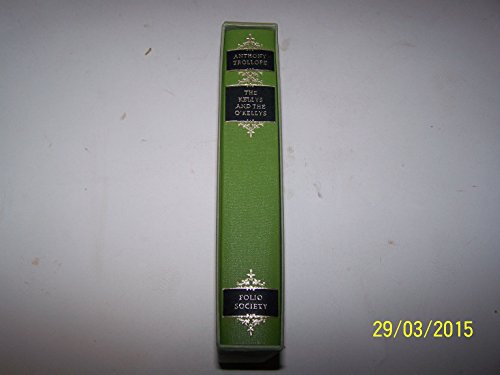 ANTHONY
TROLLOPE
THE
KELLYS
AND THE
O'KELLYS
FOLIO
SOCIETY
29/03/2015